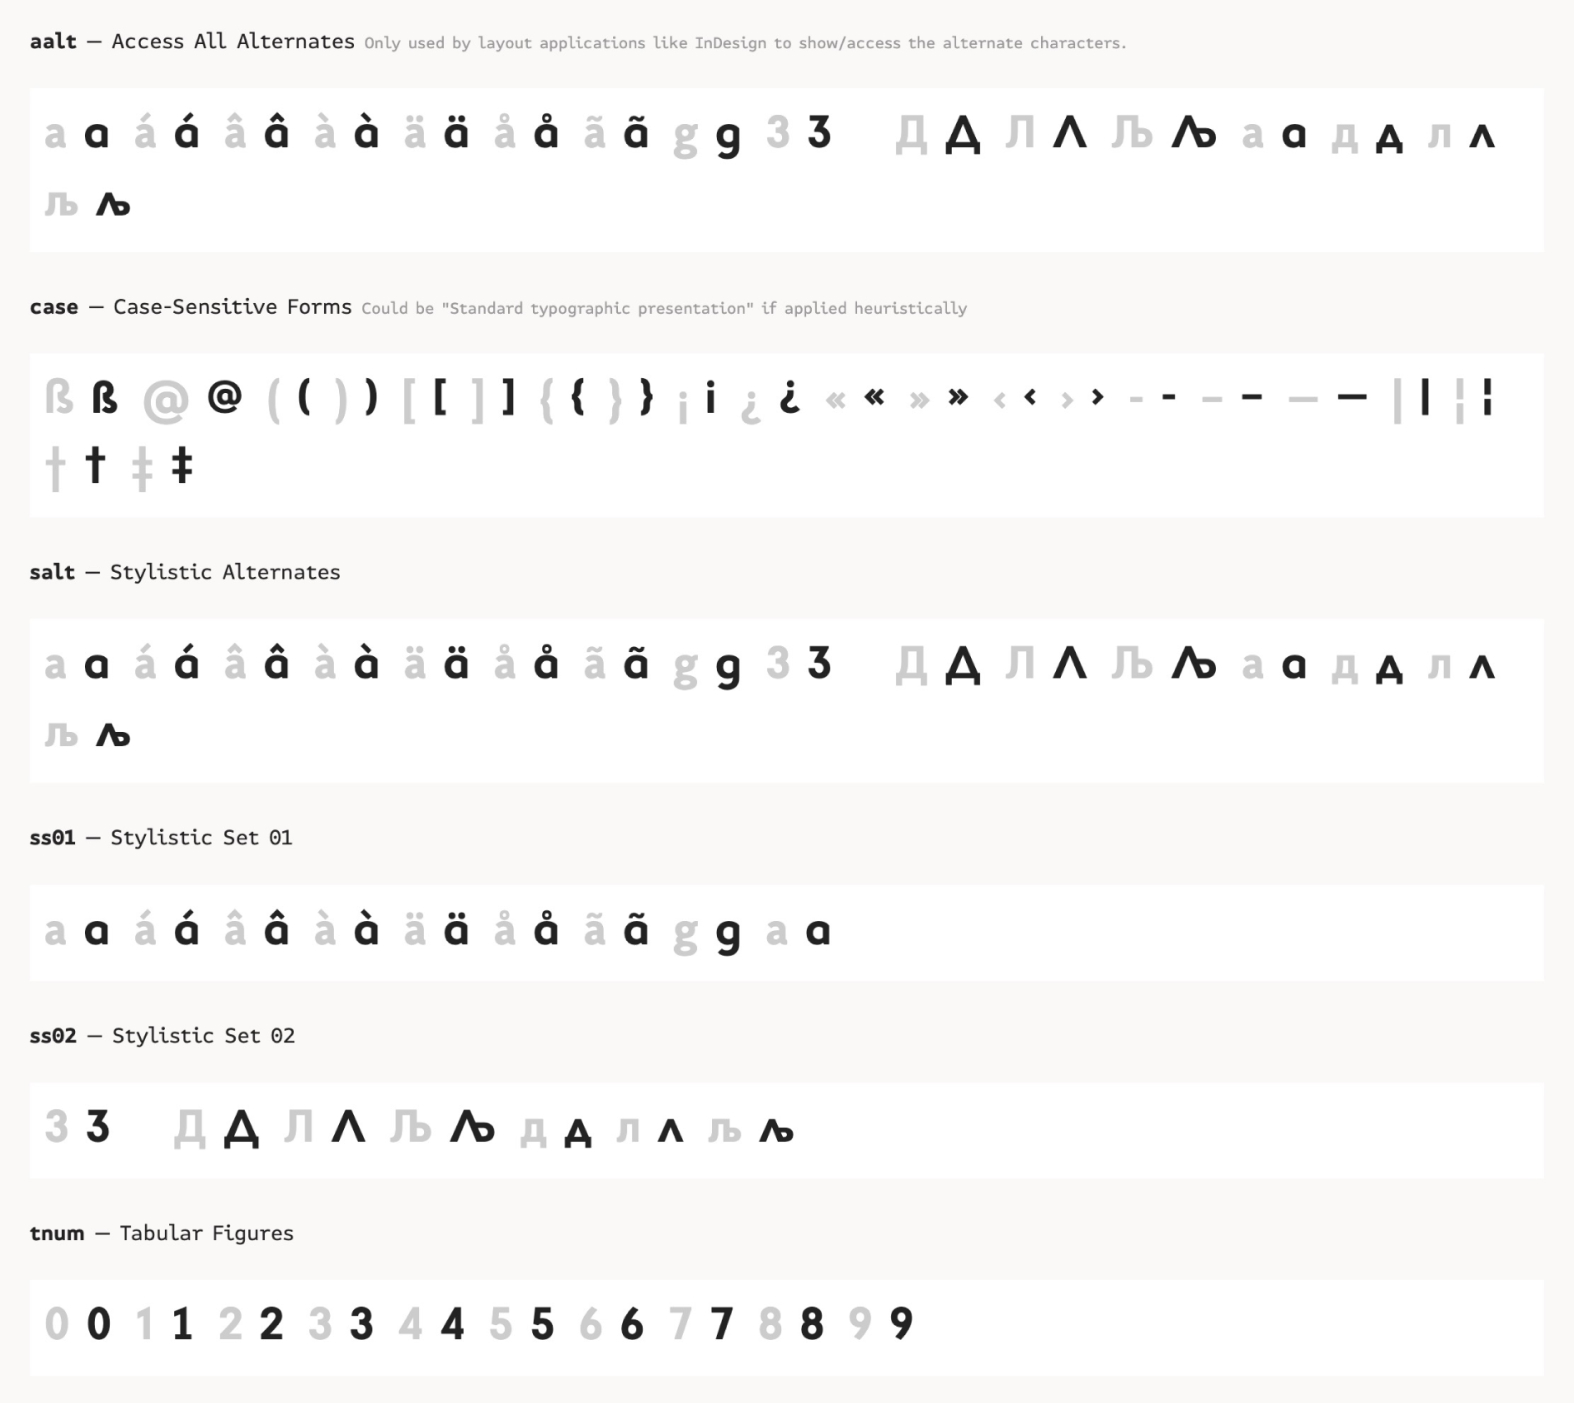 aalt — Access All Alternates Only used by layout applications like InDesign to show/access the alternate characters.
a a á á â â à à ä ä å å ã ã g g 3 3 Д Д Л Л Љ Љ а а д д л л
љ љ
case — Case-Sensitive Forms Could be "Standard typographic presentation" if applied heuristically
ß ß @ @ ( ( ) ) [ [ ] ] { { } } ¡ ¡ ¿ ¿ « « » » ‹ ‹ › › - - – – — — | | ¦ ¦
† † ‡ ‡
salt — Stylistic Alternates
a a á á â â à à ä ä å å ã ã g g 3 3 Д Д Л Л Љ Љ а а д д л л
љ љ
ss01 — Stylistic Set 01
a a á á â â à à ä ä å å ã ã g g а а
ss02 — Stylistic Set 02
3 3 Д Д Л Л Љ Љ д д л л љ љ
tnum — Tabular Figures
0 0 1 1 2 2 3 3 4 4 5 5 6 6 7 7 8 8 9 9